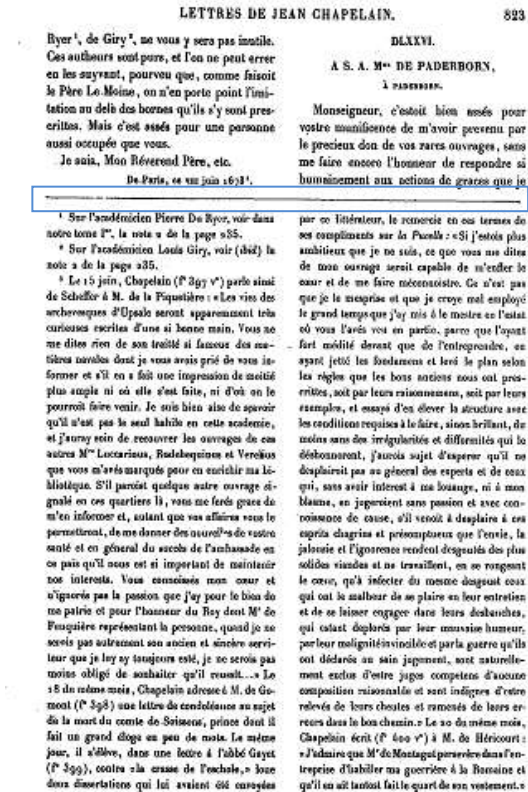 LETTRES DE JEAN CHAPELAIN. 823
Ryer¹, de Giry², ne vous y sera pas inutile.
Ces autheurs sont purs, et l'on ne peut errer
en les suyvant, pourveu que, comme faisoit
le Père Le Moine, on n'en porte point l'imi-
tation au delà des bornes qu'ils s'y sont pres-
crittes. Mais c'est assés pour une personne
aussi occupée que vous.
Je suis, Mon Révérend Père, etc.
De Paris, ce VIII juin 1673³.
¹ Sur l'académicien Pierre Du Ryer, voir dans
notre tome Iᵉʳ, la note 2 de la page 235.
² Sur l'académicien Louis Giry, voir (ibid) la
note 2 de la page 235.
³ Le 15 juin, Chapelain (f° 397 v°) parle ainsi
de Scheffer à M. de la Piquetière : « Les vies des
archevesques d'Upsale seront apparemment très
curieuses escrites d'une si bonne main. Vous ne
me dites rien de son traitté si fameux des ma-
tières navales dont je vous avois prié de vous in-
former et s'il en a fait une impression de moitié
plus ample ni où elle s'est faite, ni d'où on le
pourroit faire venir. Je suis bien aise de sçavoir
qu'il n'est pas le seul habile en cette academie,
et j'auray soin de recouvrer les ouvrages de ces
autres Mʳˢ Loccenius, Rudebequius et Verelius
que vous m'avés marqués pour en enrichir ma bi-
bliothèque. S'il paroist quelque autre ouvrage si-
gnalé en ces quartiers là, vous me ferés grace de
m'en informer et, autant que vos affaires vous le
permettront, de me donner des nouvelles de vostre
santé et en géneral du succès de l'ambassade en
ce païs qu'il nous est si important de maintenir
nos interests. Vous connoissés mon cœur et
n'ignorés pas la passion que j'ay pour le bien de
ma patrie et pour l'honneur du Roy dont Mʳ de
Feuquière représentant la personne, quand je ne
serois pas autrement son ancien et sincère servi-
teur que je luy ay tousjours esté, je ne serois pas
moins obligé de souhaiter qu'il reussit... » Le
18 du même mois, Chapelain adresse à M. de Go-
mont (f° 398) une lettre de condoléance au sujet
de la mort du comte de Soissons, prince dont il
fait un grand éloge en peu de mots. Le même
jour, il s'élève, dans une lettre à l'abbé Gayet
(f° 399), contre «la crasse de l'eschole,» loue
deux dissertations qui lui avaient été envoyées
DLXXVI.
A S. A. Mᵍʳ DE PADERBORN,
À PADERBORN.
Monseigneur, c'estoit bien assés pour
vostre munificence de m'avoir prevenu par
le precieux don de vos rares ouvrages, sans
me faire encore l'honneur de respondre si
humainement aux actions de graces que je
par ce littérateur, le remercie en ces termes de
ses compliments sur la Pucelle : «Si j'estois plus
ambitieux que je ne suis, ce que vous me dites
de mon ouvrage seroit capable de m'enfler le
cœur et de me faire méconnoistre. Ce n'est pas
que je le mesprise et que je croye mal employé
le grand temps que j'ay mis à le mettre en l'estat
où vous l'avés veu en partie, parce que l'ayant
fort médité devant que de l'entreprendre, en
ayant jetté les fondemens et levé le plan selon
les règles que les bons anciens nous ont pres-
crittes, soit par leurs raisonnemens, soit par leurs
exemples, et essayé d'en élever la structure avec
les conditions requises à le faire, sinon brillant, du
moins sans des irrégularités et difformités qui le
déshonnorent, j'aurois sujet d'esperer qu'il ne
desplairoit pas au géneral des experts et de ceux
qui, sans avoir interest à ma louange, ni à mon
blasme, en jugeroient sans passion et avec con-
noissance de cause, s'il venoit à desplaire à ces
esprits chagrins et présomptueux que l'envie, la
jalousie et l'ignorence rendent desgoutés des plus
solides viandes et ne travaillent, en se rongeant
le cœur, qu'à infecter du mesme desgoust ceux
qui ont le malheur de se plaire en leur entretien
et de se laisser engager dans leurs desbauches,
qui estant deplorés par leur mauvaise humeur,
par leur malignité invincible et par la guerre qu'ils
ont déclarée au sain jugement, sont naturelle-
ment exclus d'estre juges competens d'aucune
composition raisonnable et sont indignes d'estre
relevés de leurs cheutes et ramenés de leurs er-
reurs dans le bon chemin.» Le 20 du même mois,
Chapelain écrit (f° 400 v°) à M. de Héricourt :
«J'admire que Mʳ de Montagut persevère dans l'en-
treprise d'habiller ma guerrière à la Romaine et
qu'il en ait tantost fait le quart de son vestement.»